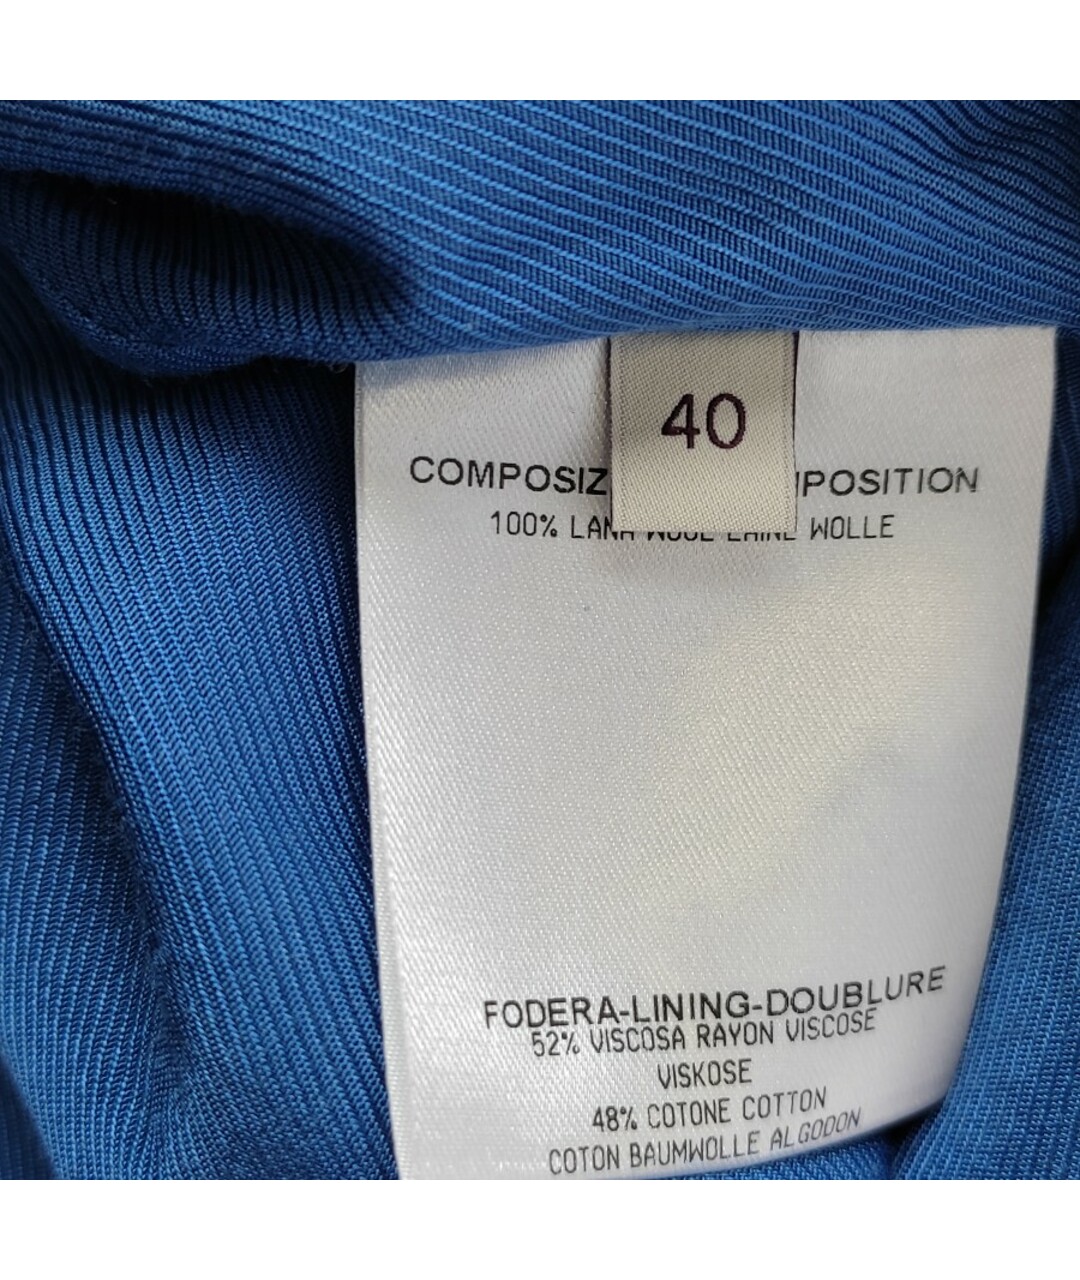 40
COMPOSIZ MPOSITION
100% LANA WOOL LAINE WOLLE
FODERA-LINING-DOUBLURE
52% VISCOSA RAYON VISCOSE
VISKOSE
48% COTONE COTTON
COTON BAUMWOLLE ALGODON